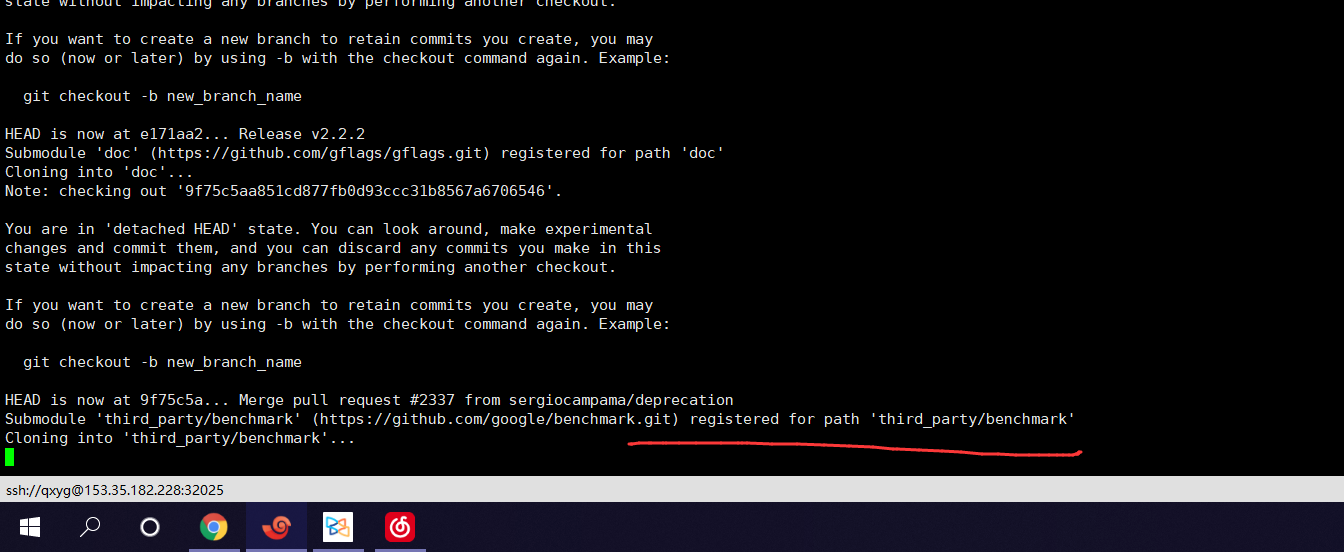 state without impacting any branches by performing another checkout.
If you want to create a new branch to retain commits you create, you may
do so (now or later) by using -b with the checkout command again. Example:
git checkout -b new_branch_name
HEAD is now at e171aa2... Release v2.2.2
Submodule 'doc' (https://github.com/gflags/gflags.git) registered for path 'doc'
Cloning into 'doc'...
Note: checking out '9f75c5aa851cd877fb0d93ccc31b8567a6706546'.
You are in 'detached HEAD' state. You can look around, make experimental
changes and commit them, and you can discard any commits you make in this
state without impacting any branches by performing another checkout.
If you want to create a new branch to retain commits you create, you may
do so (now or later) by using -b with the checkout command again. Example:
git checkout -b new_branch_name
HEAD is now at 9f75c5a... Merge pull request #2337 from sergiocampama/deprecation
Submodule 'third_party/benchmark' (https://github.com/google/benchmark.git) registered for path 'third_party/benchmark'
Cloning into 'third_party/benchmark'...
ssh://qxyg@153.35.182.228:32025